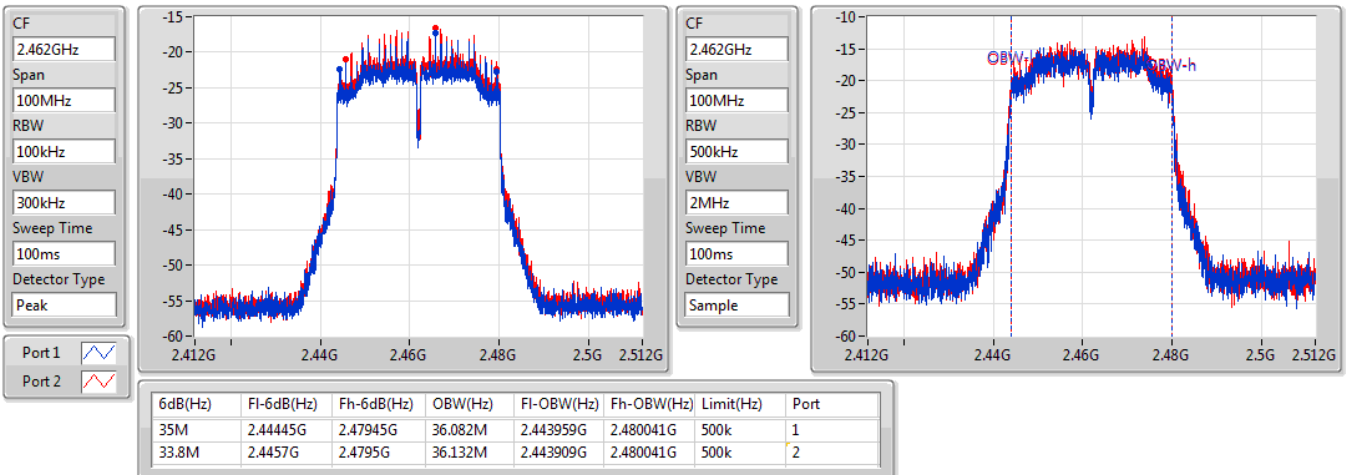 CF
2.462GHz
Span
100MHz
RBW
100kHz
VBW
300kHz
Sweep Time
100ms
Detector Type
Peak
Port 1
Port 2
-15
-20
-25
-30
-35
-40
-45
-50
-55
-60
2.412G 2.44G 2.46G 2.48G 2.5G 2.512G
CF
2.462GHz
Span
100MHz
RBW
500kHz
VBW
2MHz
Sweep Time
100ms
Detector Type
Sample
-10
-15
-20
-25
-30
-35
-40
-45
-50
-55
-60
OBW-
OBW-h
2.412G 2.44G 2.46G 2.48G 2.5G 2.512G
6dB(Hz) Fl-6dB(Hz) Fh-6dB(Hz) OBW(Hz) Fl-OBW(Hz) Fh-OBW(Hz) Limit(Hz) Port
35M 2.44445G 2.47945G 36.082M 2.443959G 2.480041G 500k 1
33.8M 2.4457G 2.4795G 36.132M 2.443909G 2.480041G 500k 2